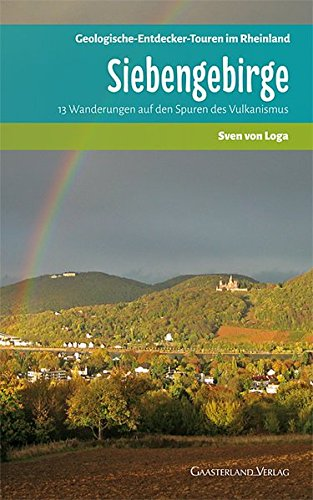 Geologische-Entdecker-Touren im Rheinland
Siebengebirge
13 Wanderungen auf den Spuren des Vulkanismus
Sven von Loga
Gaasterland Verlag